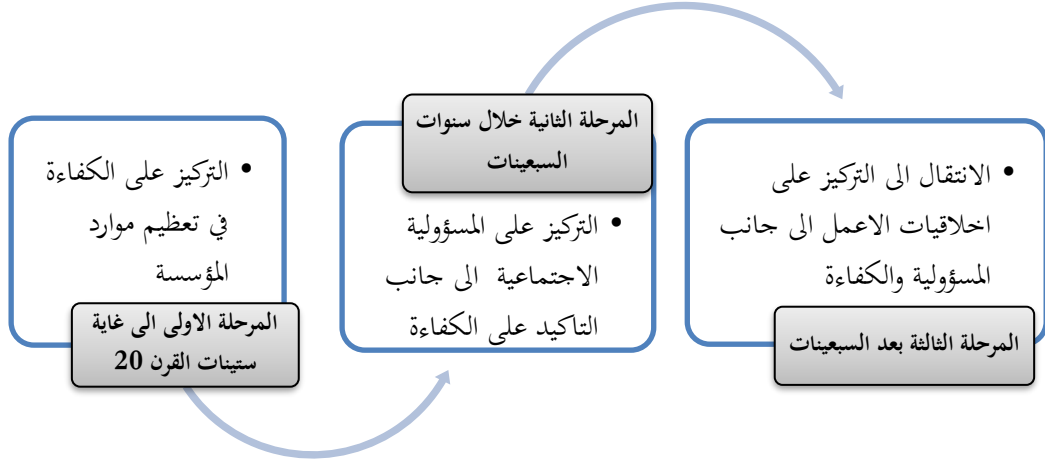 • التركيز على الكفاءة
في تعظيم موارد
المؤسسة
المرحلة الاولى الى غاية
ستينات القرن 20
المرحلة الثانية خلال سنوات
السبعينات
• التركيز على المسؤولية
الاجتماعية الى جانب
التاكيد على الكفاءة
• الانتقال الى التركيز على
اخلاقيات الاعمل الى جانب
المسؤولية والكفاءة
المرحلة الثالثة بعد السبعينات